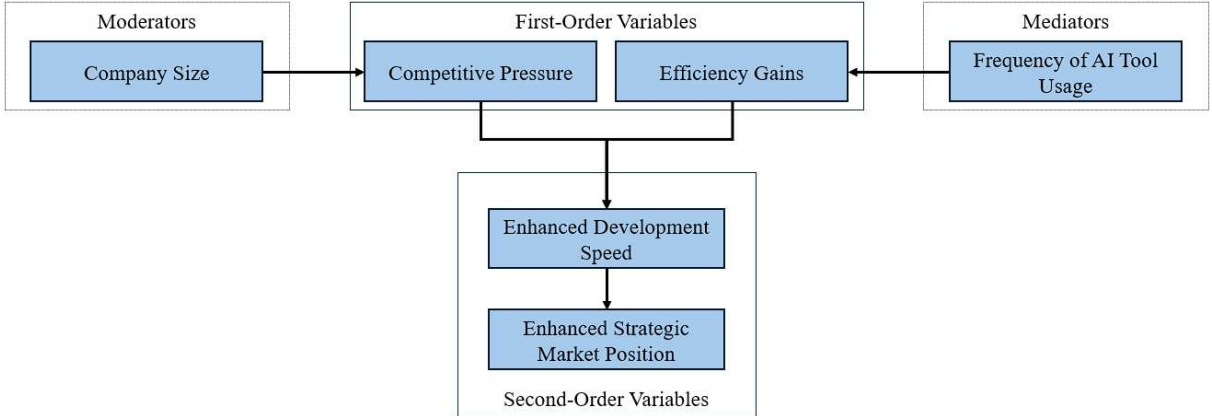 Moderators
Company Size
First-Order Variables
Competitive Pressure
Efficiency Gains
Mediators
Frequency of AI Tool
Usage
Enhanced Development
Speed
Enhanced Strategic
Market Position
Second-Order Variables